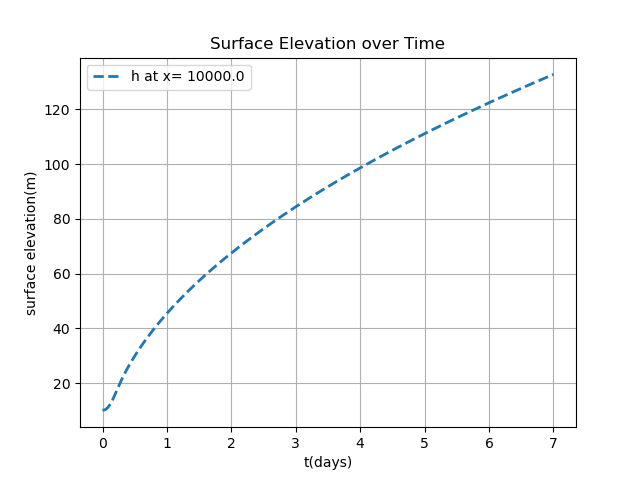 Surface Elevation over Time
h at x= 10000.0
120
100
80
60
40
20
surface elevation(m)
0 1 2 3 4 5 6 7
t(days)